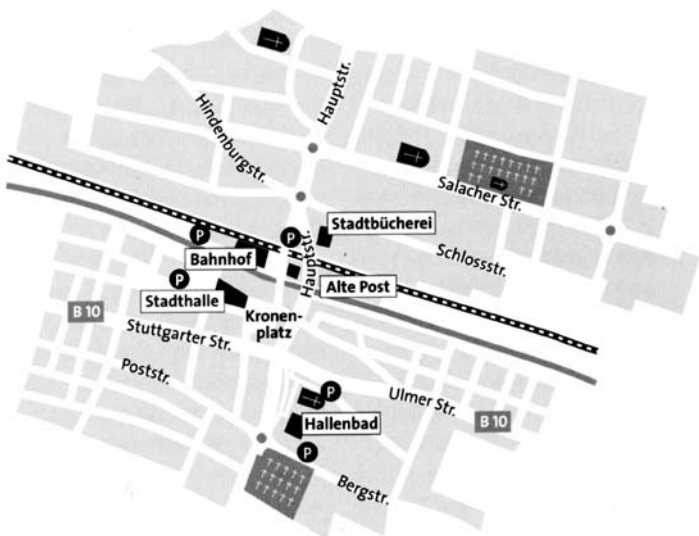 Hauptstr.
Hindenburgstr.
Salacher Str.
Stadtbücherei
P
P
Hauptstr.
Schlossstr.
Bahnhof
P
Alte Post
Stadthalle
B 10
Kronen-
platz
Stuttgarter Str.
Poststr.
P
Ulmer Str.
Hallenbad
B 10
P
Bergstr.